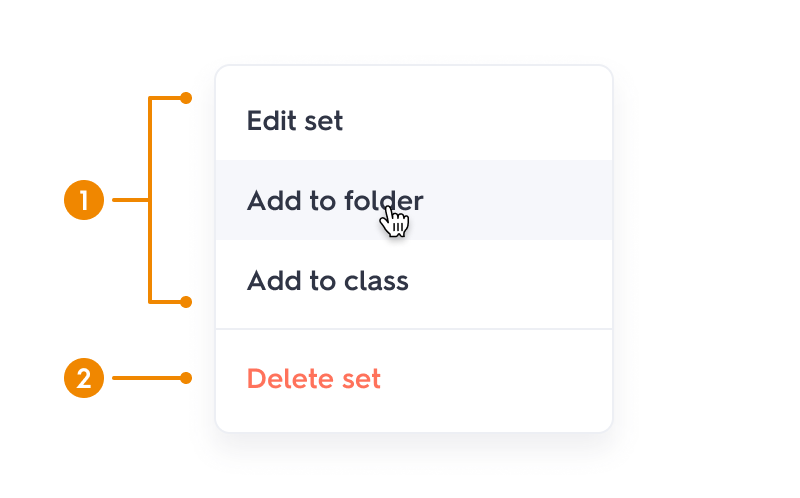 1
Edit set
Add to folder
Add to class
2
Delete set